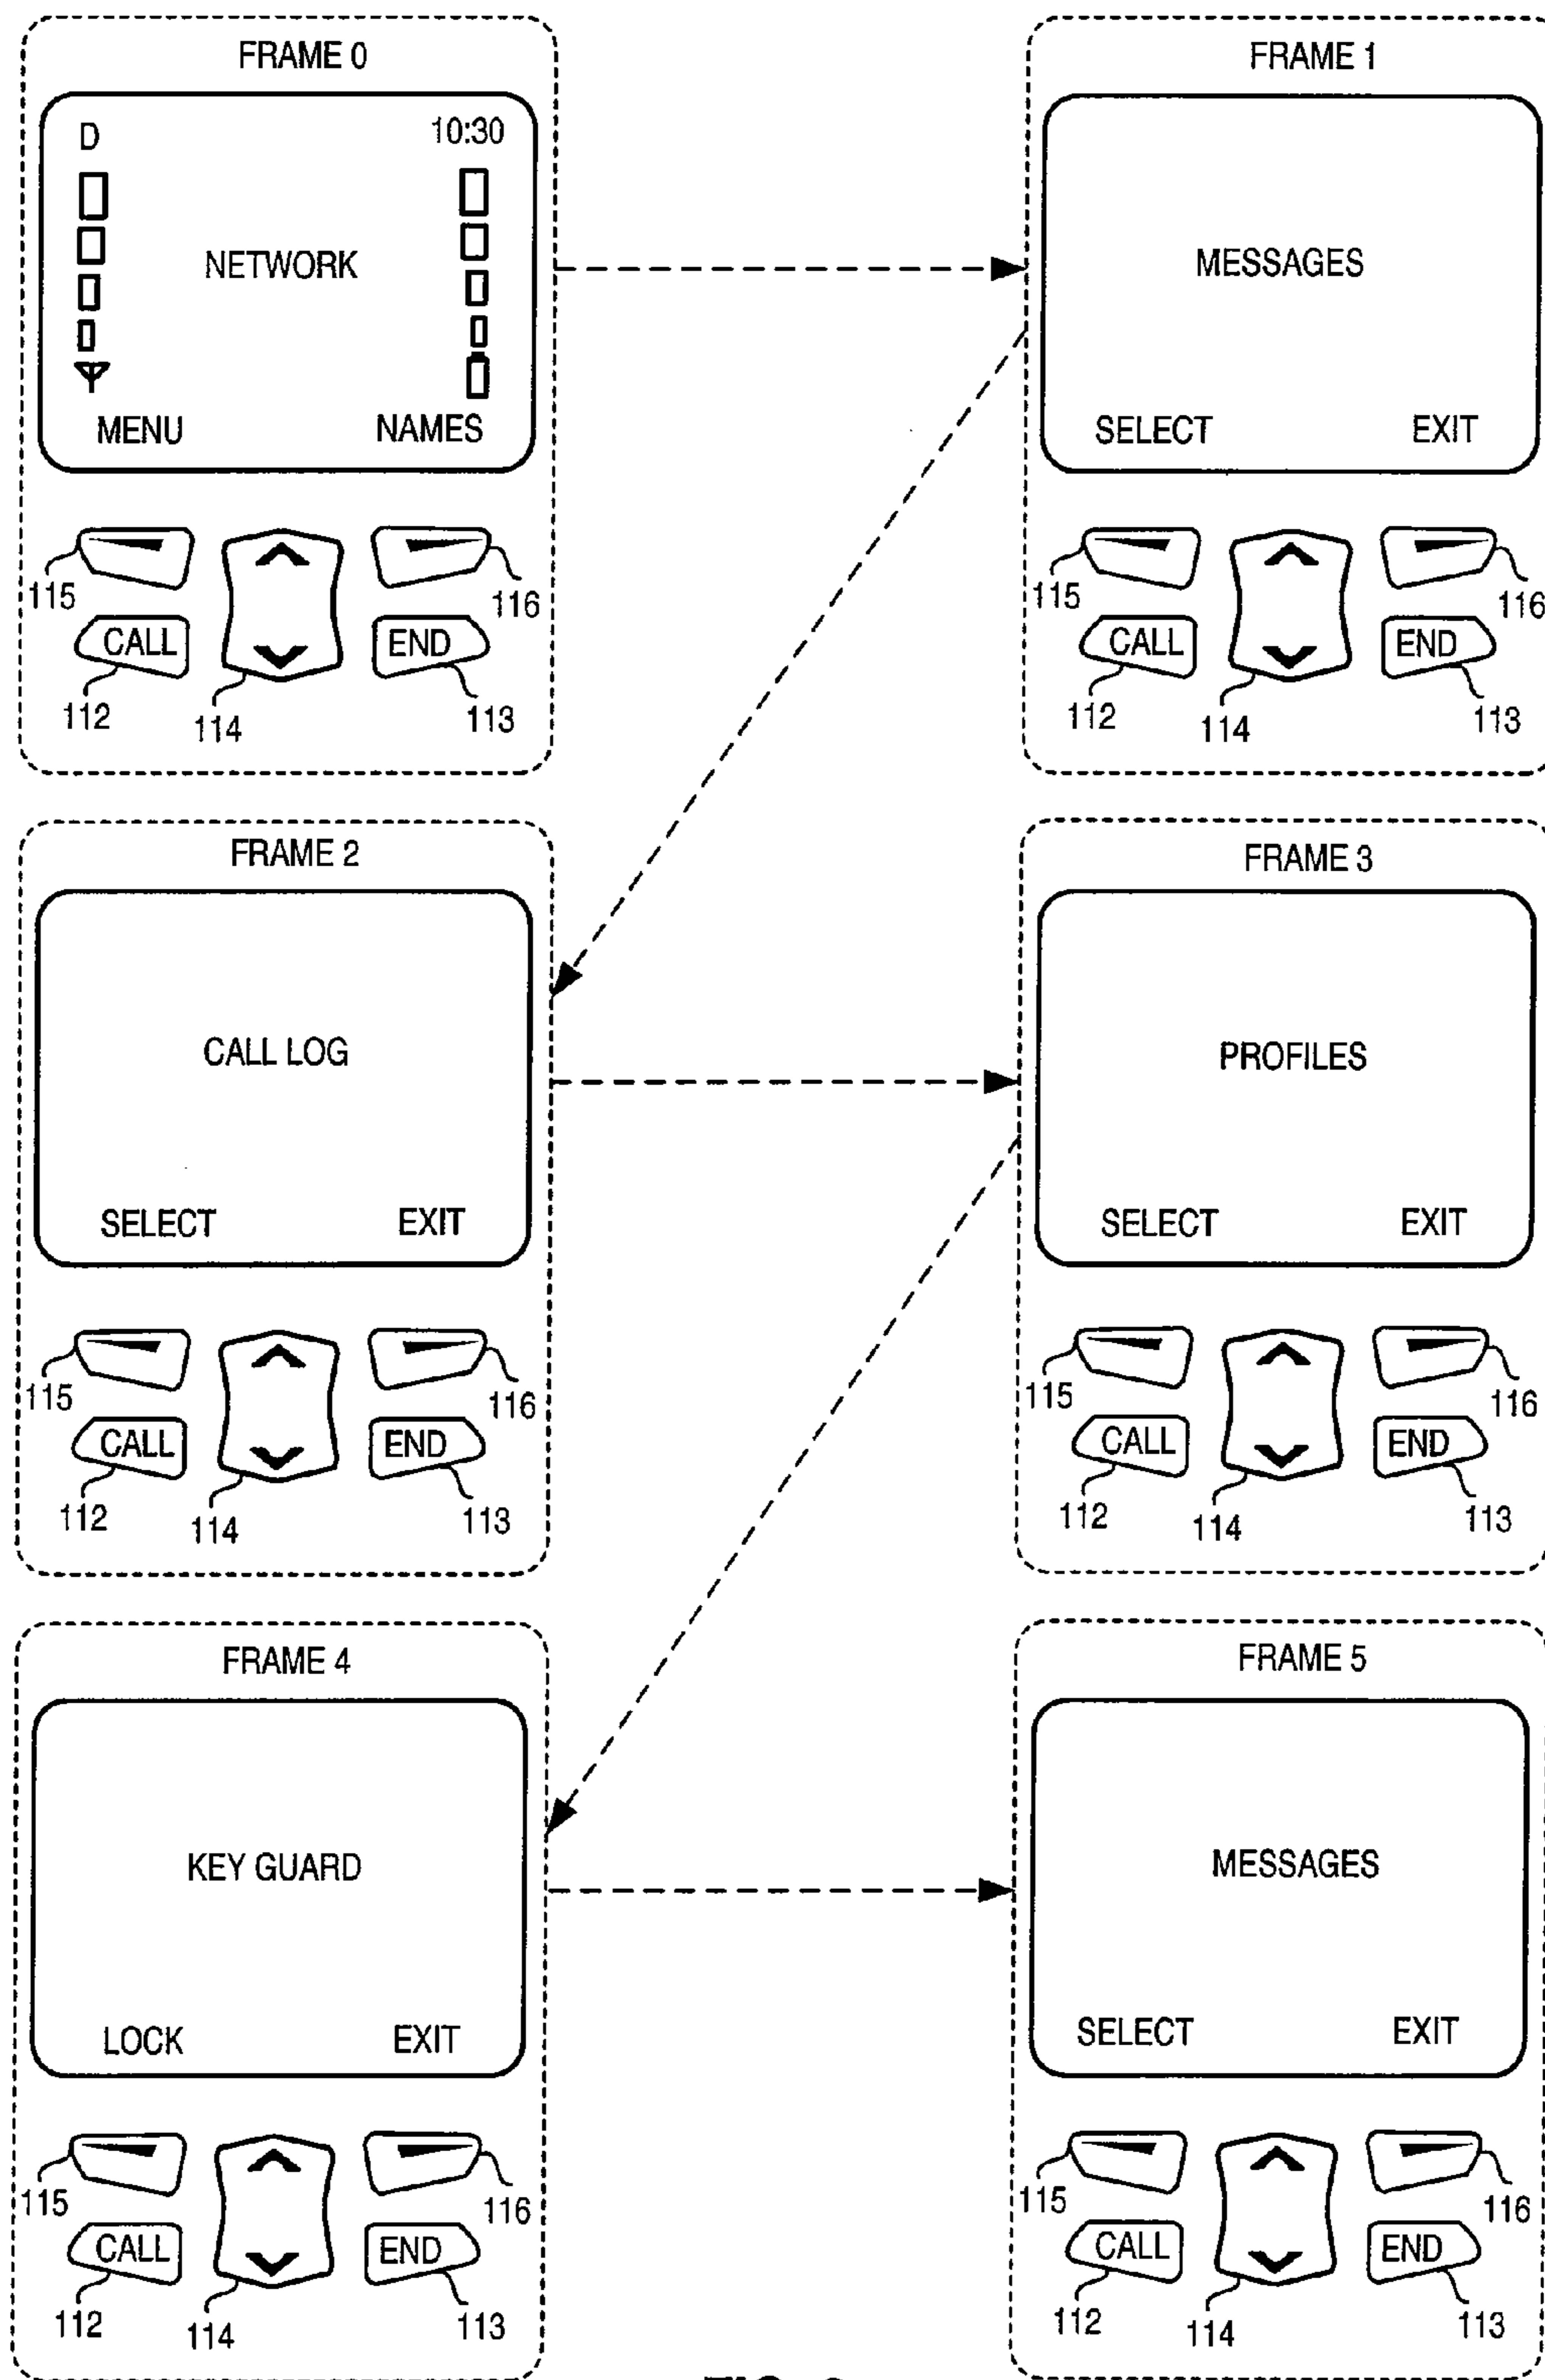 FRAME 0
D 10:30
NETWORK
MENU NAMES
115
116
CALL
END
112
114
113
FRAME 1
MESSAGES
SELECT EXIT
115
116
CALL
END
112
114
113
FRAME 2
CALL LOG
SELECT EXIT
115
116
CALL
END
112
114
113
FRAME 3
PROFILES
SELECT EXIT
115
116
CALL
END
112
114
113
FRAME 4
KEY GUARD
LOCK EXIT
115
116
CALL
END
112
114
113
FRAME 5
MESSAGES
SELECT EXIT
115
116
CALL
END
112
114
113